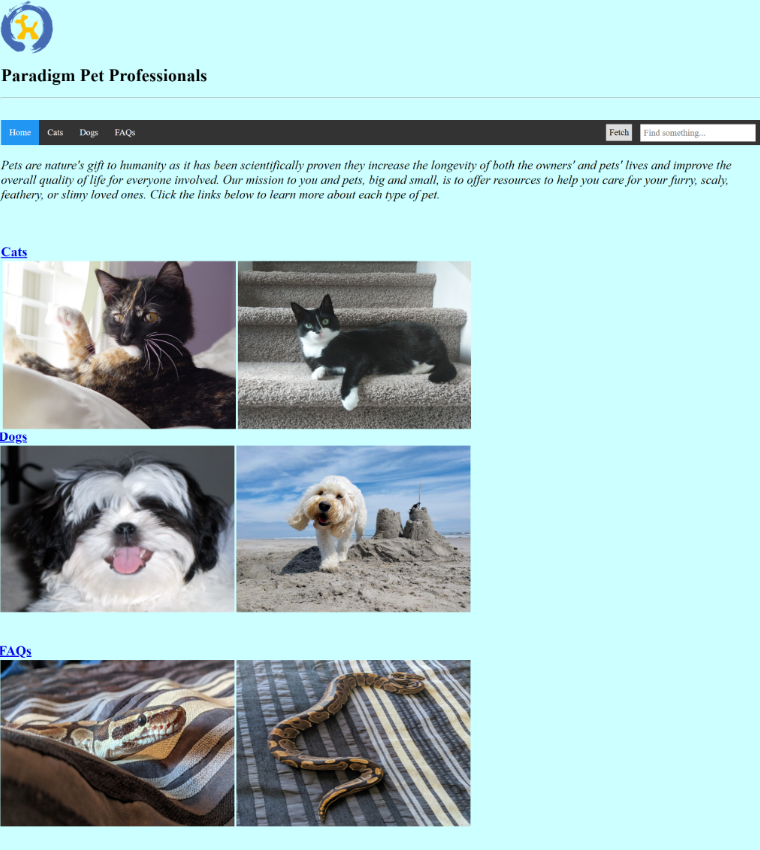 Paradigm Pet Professionals
Home Cats Dogs FAQs Fetch Find something...
Pets are nature's gift to humanity as it has been scientifically proven they increase the longevity of both the owners' and pets' lives and improve the
overall quality of life for everyone involved. Our mission to you and pets, big and small, is to offer resources to help you care for your furry, scaly,
feathery, or slimy loved ones. Click the links below to learn more about each type of pet.
Cats
Dogs
FAQs